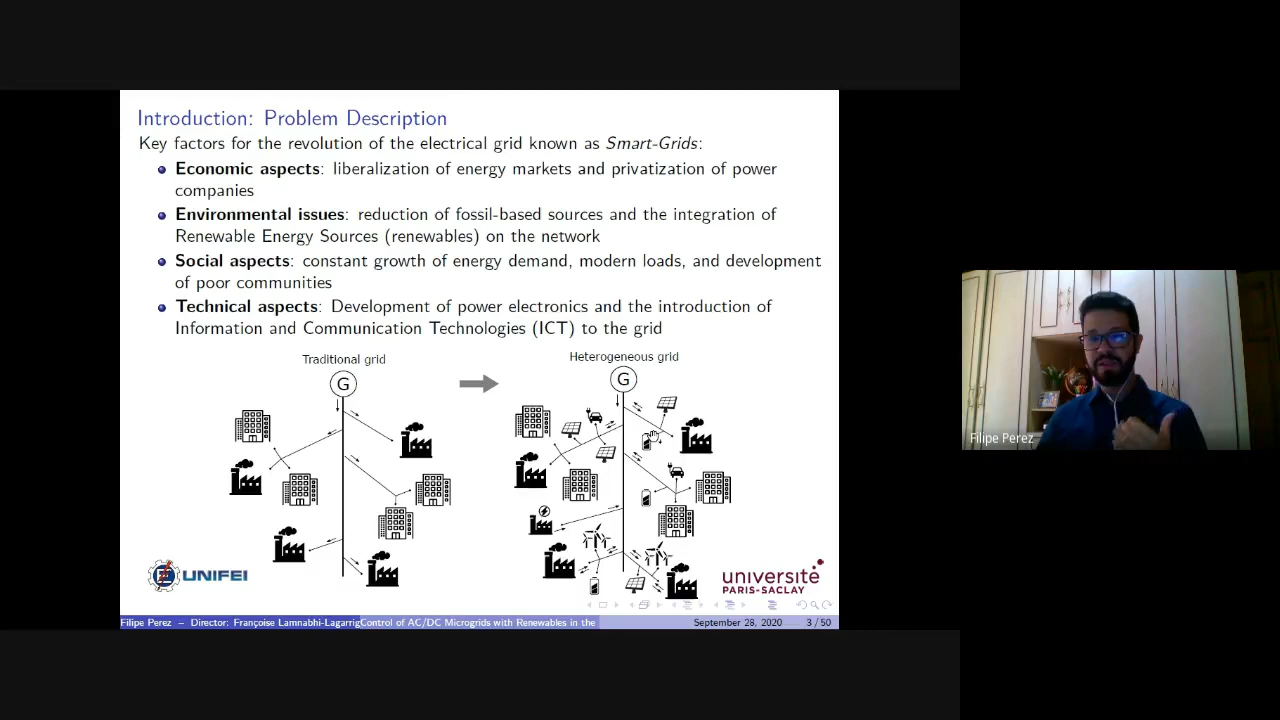 Introduction: Problem Description
Key factors for the revolution of the electrical grid known as Smart-Grids:
Economic aspects: liberalization of energy markets and privatization of power
companies
Environmental issues: reduction of fossil-based sources and the integration of
Renewable Energy Sources (renewables) on the network
Social aspects: constant growth of energy demand, modern loads, and development
of poor communities
Technical aspects: Development of power electronics and the introduction of
Information and Communication Technologies (ICT) to the grid
Traditional grid
Heterogeneous grid
G
G
UNIFEI
université
PARIS-SACLAY
Filipe Perez – Director: Françoise Lamnabhi-Lagarrig
Control of AC/DC Microgrids with Renewables in the
September 28, 2020
3 / 50
Filipe Perez